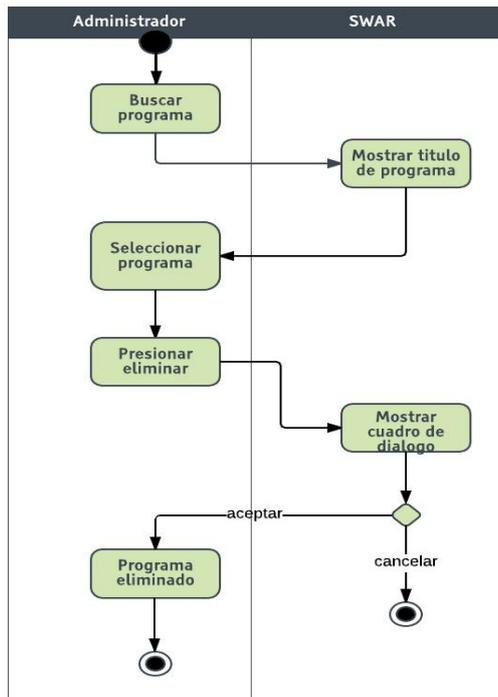 Administrador
SWAR
Buscar
programa
Mostrar titulo
de programa
Seleccionar
programa
Presionar
eliminar
Mostrar
cuadro de
dialogo
aceptar
cancelar
Programa
eliminado